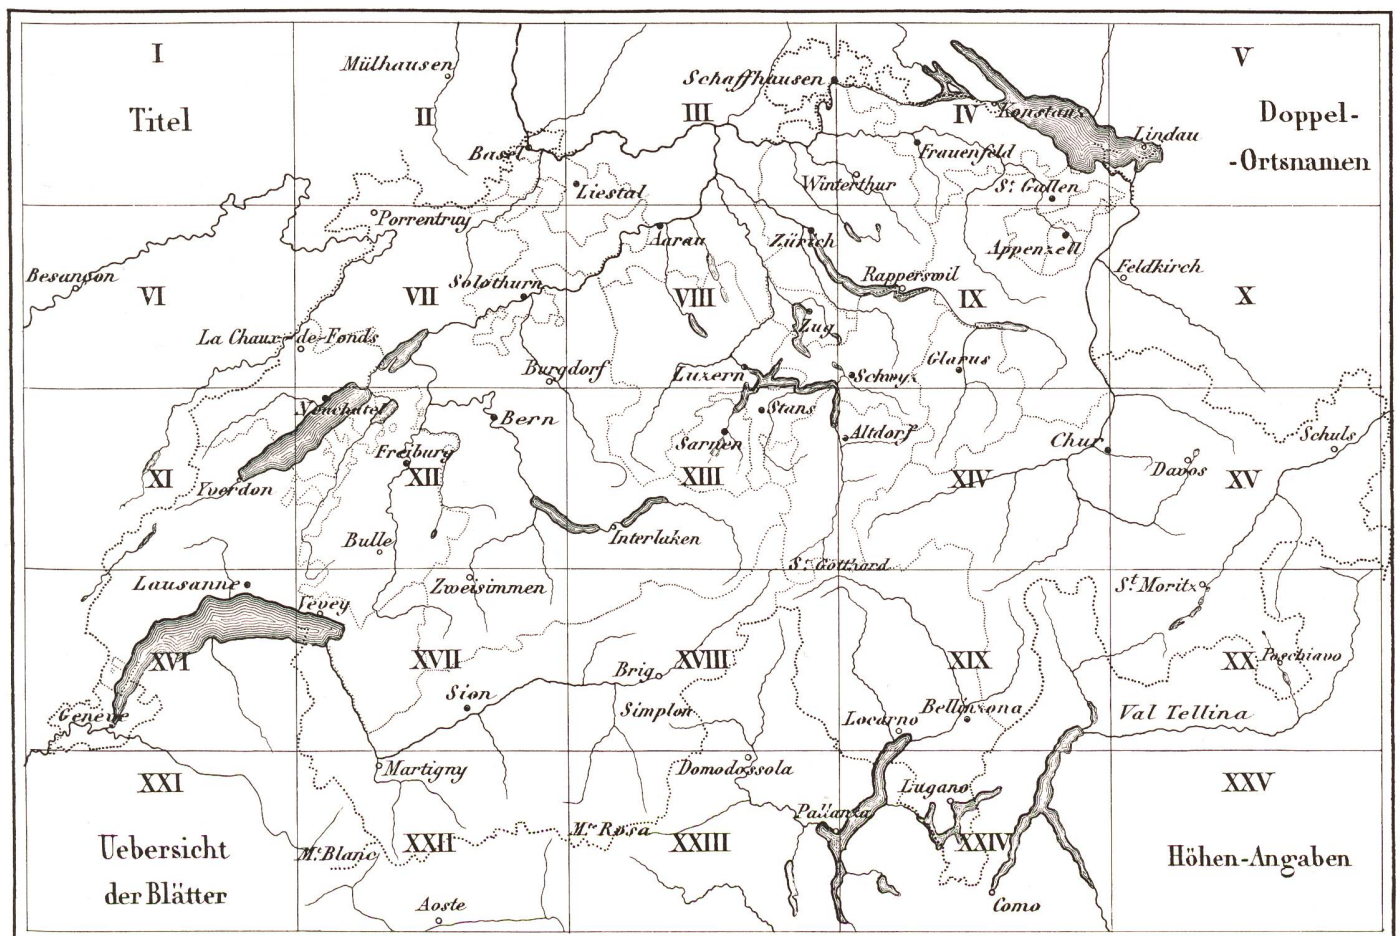 I
Titel
Mülhausen
II
Basel
III
Liestal
Schaffhausen
IV
Konstanz
Lindau
Frauenfeld
Winterthur
St. Gallen
V
Doppel-
-Ortsnamen
Besançon
VI
Porrentruy
Solothurn
VII
La Chaux-de-Fonds
Burgdorf
Aarau
VIII
Zürich
Zug
Luzern
Rapperswil
IX
Appenzell
Glarus
Schwyz
Feldkirch
X
XI
Yverdon
Neuchatel
Bern
Freiburg
XII
Bulle
Stans
Sarnen
XIII
Interlaken
Altdorf
XIV
Chur
Davos
Schuls
XV
St. Gotthard
Lausanne
Vevey
XVI
Genève
Zweisimmen
XVII
Sion
Brig
XVIII
Simplon
XIX
Bellinzona
Locarno
St. Moritz
XX
Poschiavo
Val Tellina
XXI
Uebersicht
der Blätter
Martigny
Mt. Blanc
XXII
Aoste
Domodossola
Mte. Rosa
XXIII
Pallanza
Lugano
XXIV
Como
XXV
Höhen-Angaben